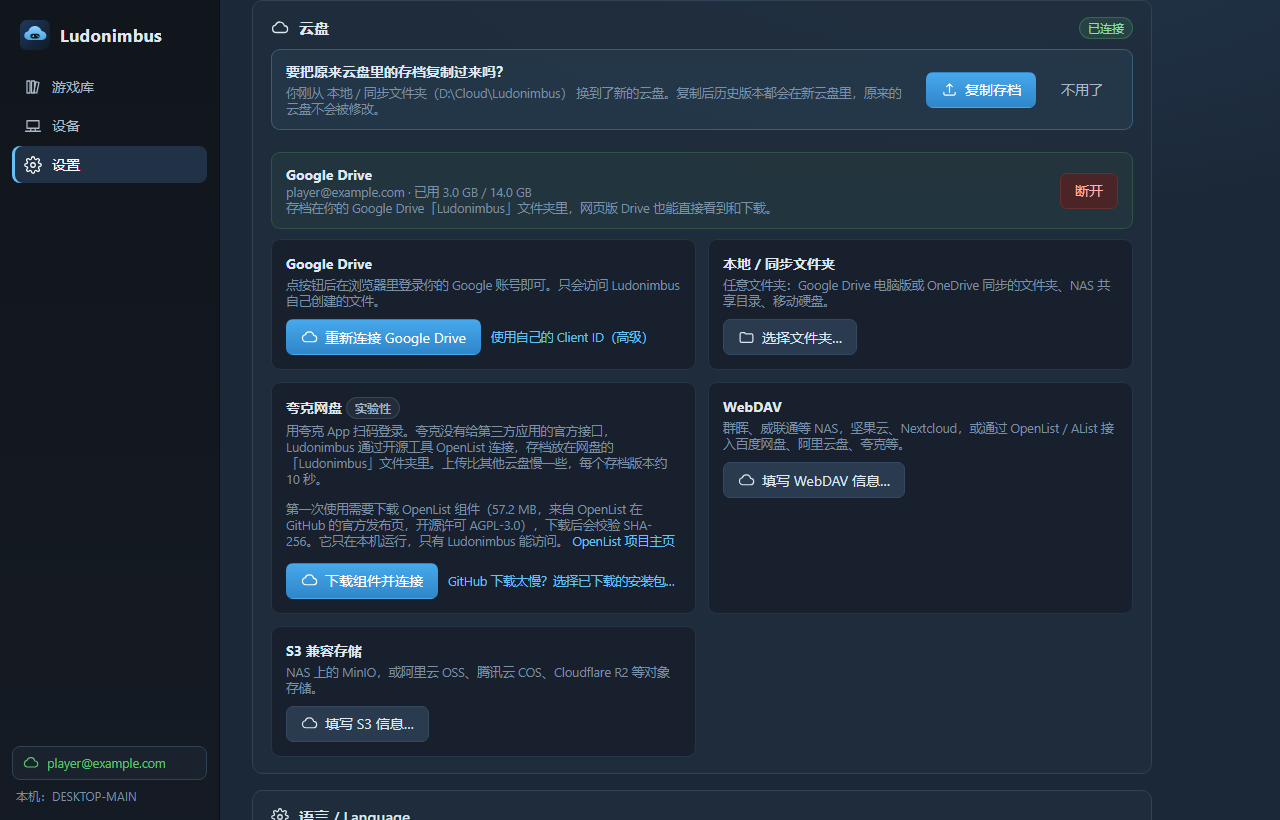 Ludonimbus
游戏库
设备
设置
player@example.com
本机：DESKTOP-MAIN
云盘
已连接
要把原来云盘里的存档复制过来吗？
你刚从 本地 / 同步文件夹（D:\Cloud\Ludonimbus） 换到了新的云盘。复制后历史版本都会在新云盘里，原来的
云盘不会被修改。
复制存档
不用了
Google Drive
player@example.com · 已用 3.0 GB / 14.0 GB
存档在你的 Google Drive「Ludonimbus」文件夹里，网页版 Drive 也能直接看到和下载。
断开
Google Drive
点按钮后在浏览器里登录你的 Google 账号即可。只会访问 Ludonimbus
自己创建的文件。
重新连接 Google Drive
使用自己的 Client ID（高级）
本地 / 同步文件夹
任意文件夹：Google Drive 电脑版或 OneDrive 同步的文件夹、NAS 共
享目录、移动硬盘。
选择文件夹...
夸克网盘
实验性
用夸克 App 扫码登录。夸克没有给第三方应用的官方接口，
Ludonimbus 通过开源工具 OpenList 连接，存档放在网盘的
「Ludonimbus」文件夹里。上传比其他云盘慢一些，每个存档版本约
10 秒。
第一次使用需要下载 OpenList 组件（57.2 MB，来自 OpenList 在
GitHub 的官方发布页，开源许可 AGPL-3.0），下载后会校验 SHA-
256。它只在本机运行，只有 Ludonimbus 能访问。 OpenList 项目主页
下载组件并连接
GitHub 下载太慢？选择已下载的安装包...
WebDAV
群晖、威联通等 NAS，坚果云、Nextcloud，或通过 OpenList / AList 接
入百度网盘、阿里云盘、夸克等。
填写 WebDAV 信息...
S3 兼容存储
NAS 上的 MinIO，或阿里云 OSS、腾讯云 COS、Cloudflare R2 等对象
存储。
填写 S3 信息...
语言 / Language